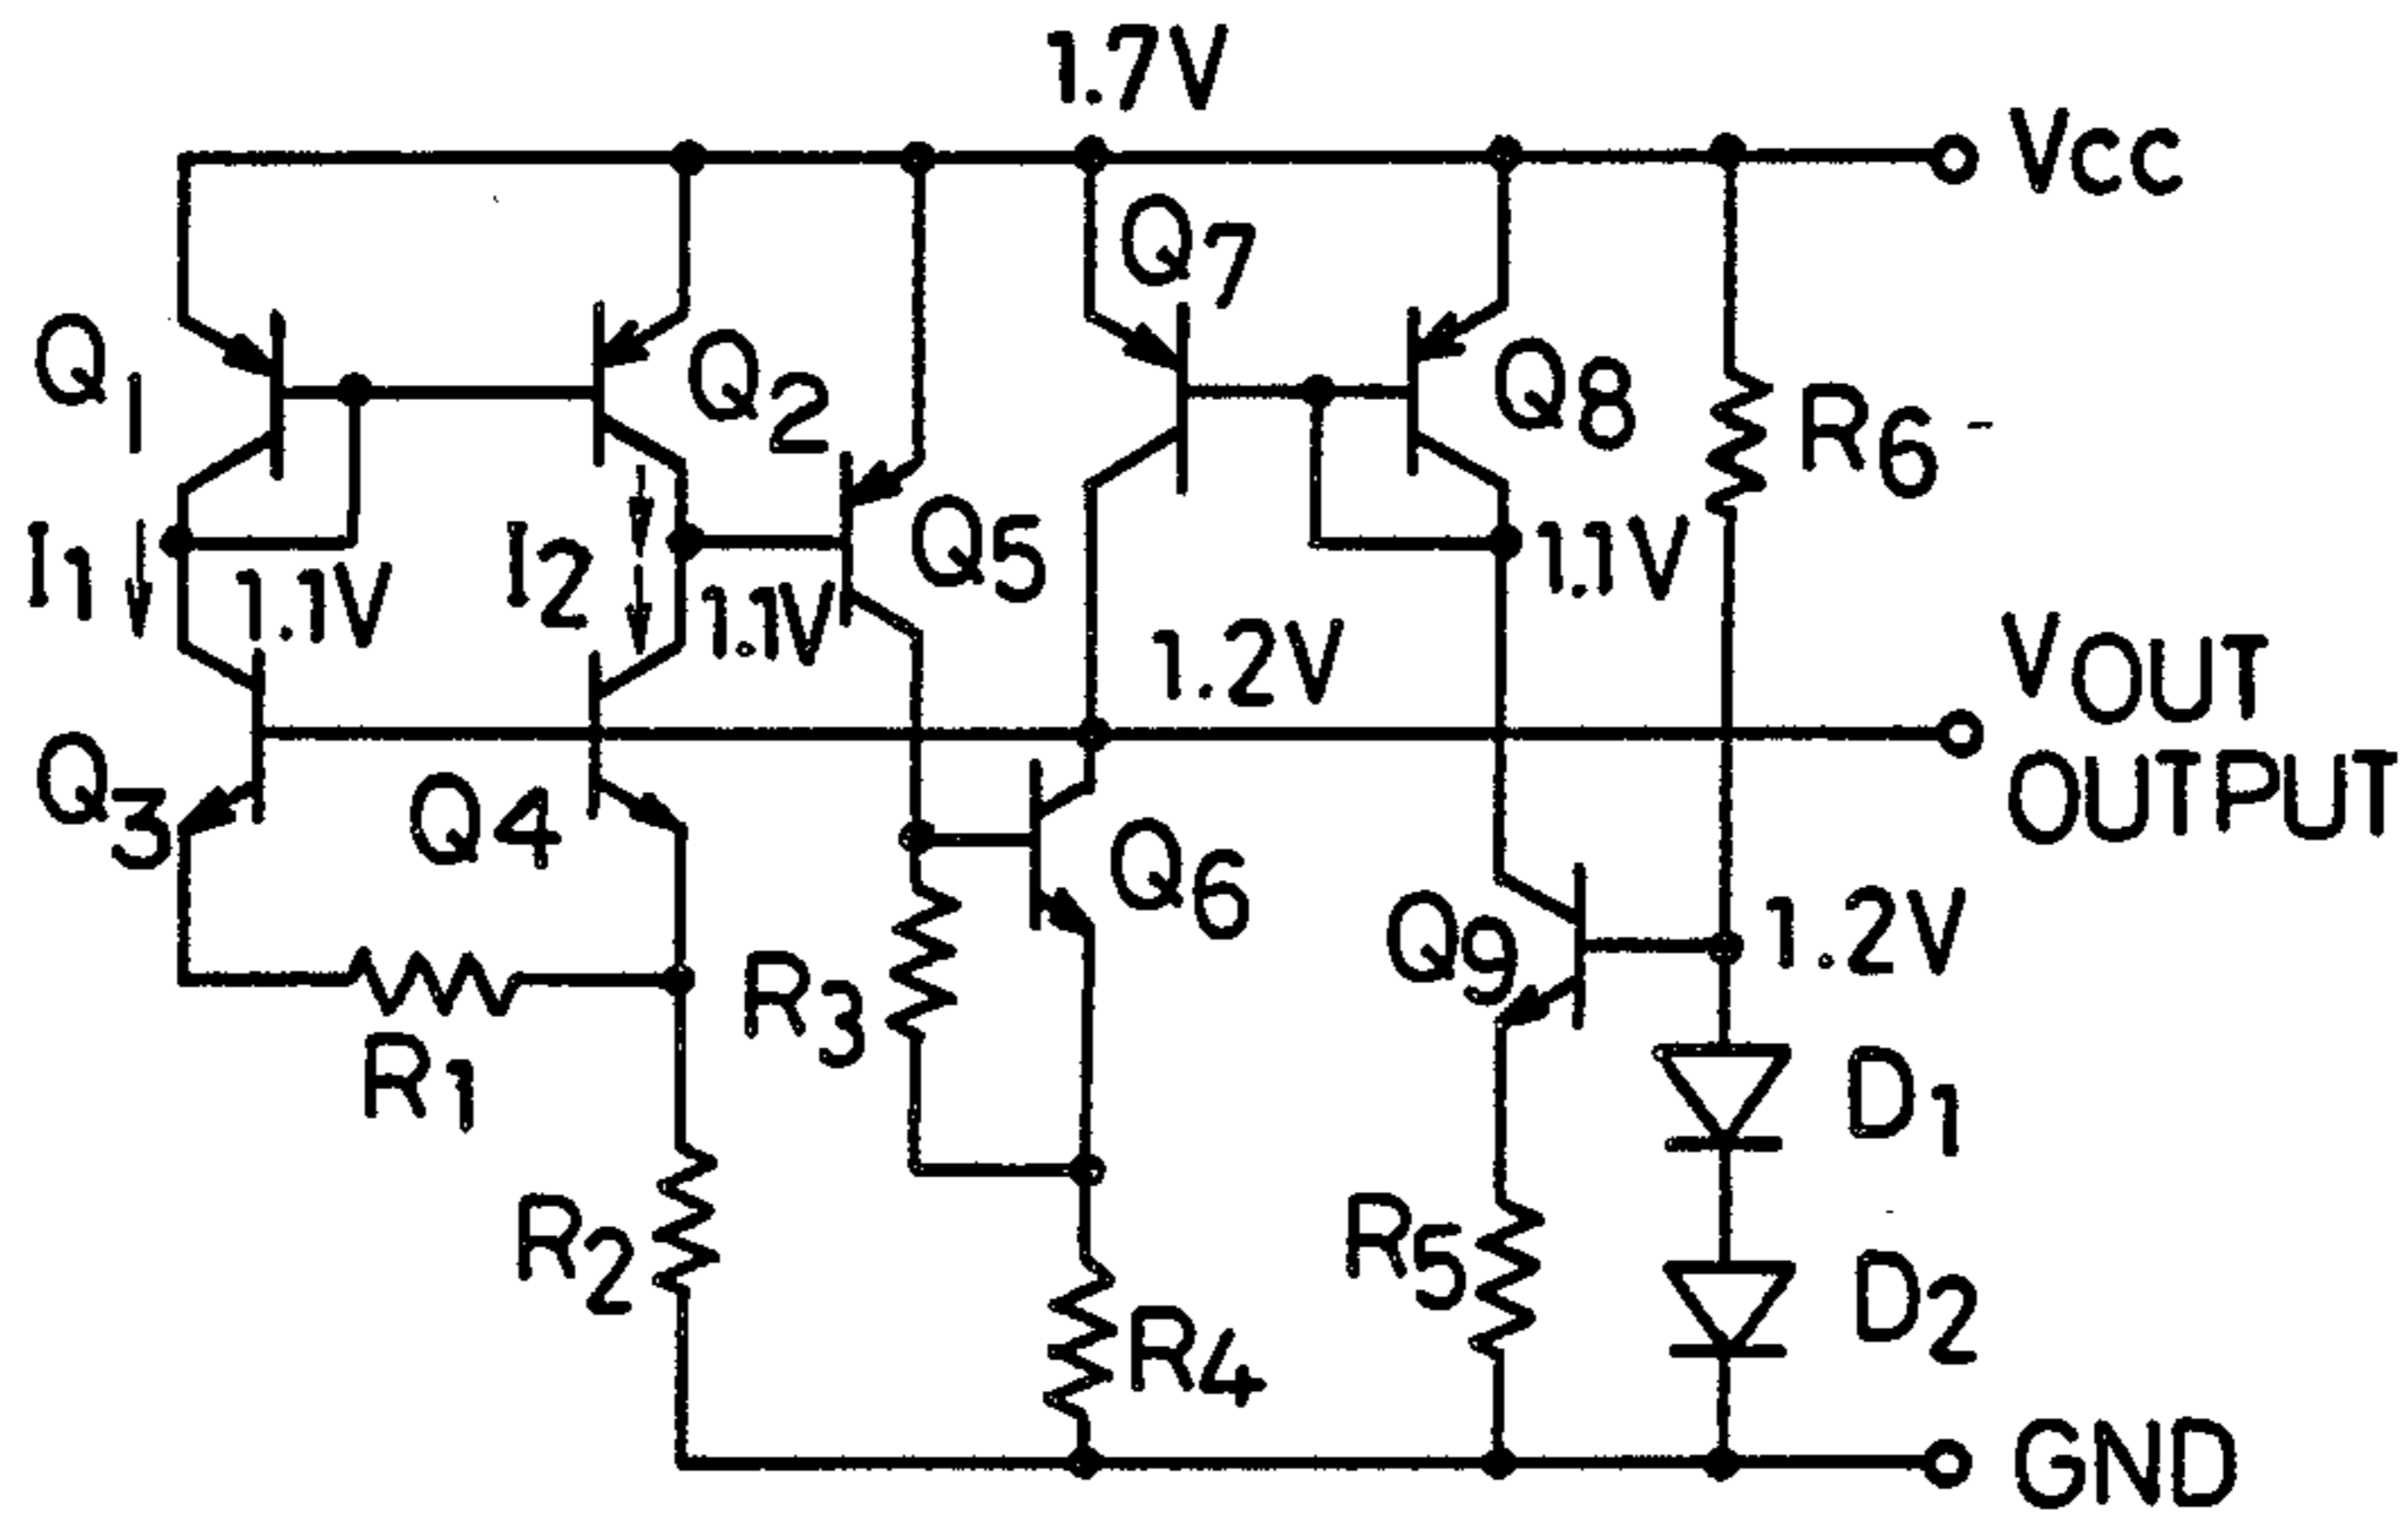 1.7V
VCC
Q7
Q1
Q2
Q8
R6
Q5
I1
1.1V
I2
1.1V
1.1V
1.2V
VOUT
OUTPUT
Q3
Q4
Q6
Q9
1.2V
R3
R1
D1
R2
R5
D2
R4
GND